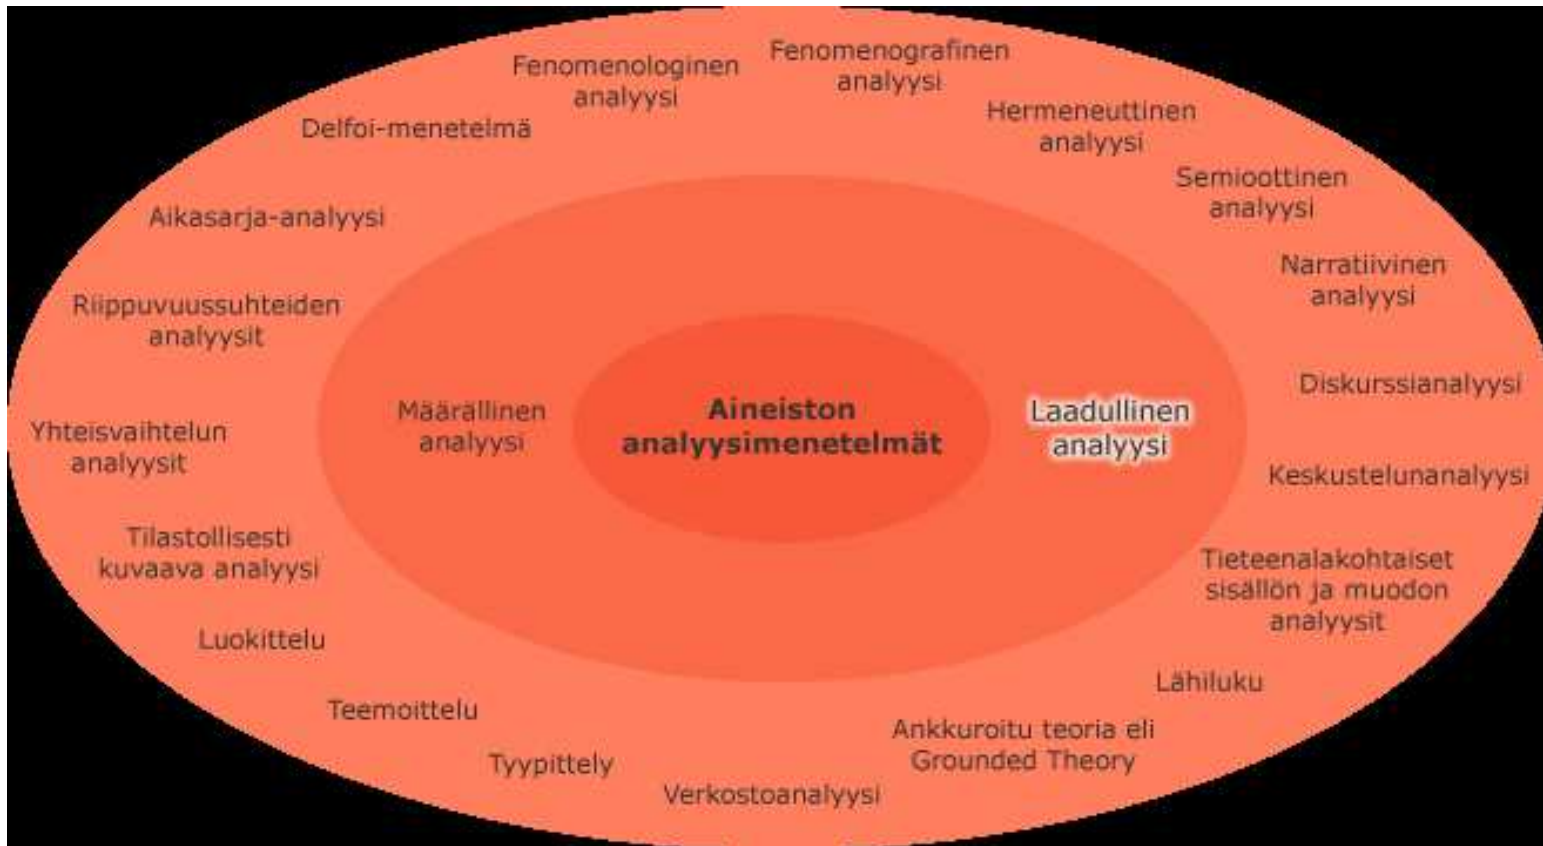 Fenomenologinen
analyysi
Fenomenografinen
analyysi
Hermeneuttinen
analyysi
Semioottinen
analyysi
Narratiivinen
analyysi
Diskurssianalyysi
Keskustelunanalyysi
Tieteenalakohtaiset
sisällön ja muodon
analyysit
Lähiluku
Ankkuroitu teoria eli
Grounded Theory
Verkostoanalyysi
Tyypittely
Teemoittelu
Luokittelu
Tilastollisesti
kuvaava analyysi
Yhteisvaihtelun
analyysit
Riippuvuussuhteiden
analyysit
Aikasarja-analyysi
Delfoi-menetelmä
Määrällinen
analyysi
Aineiston
analyysimenetelmät
Laadullinen
analyysi